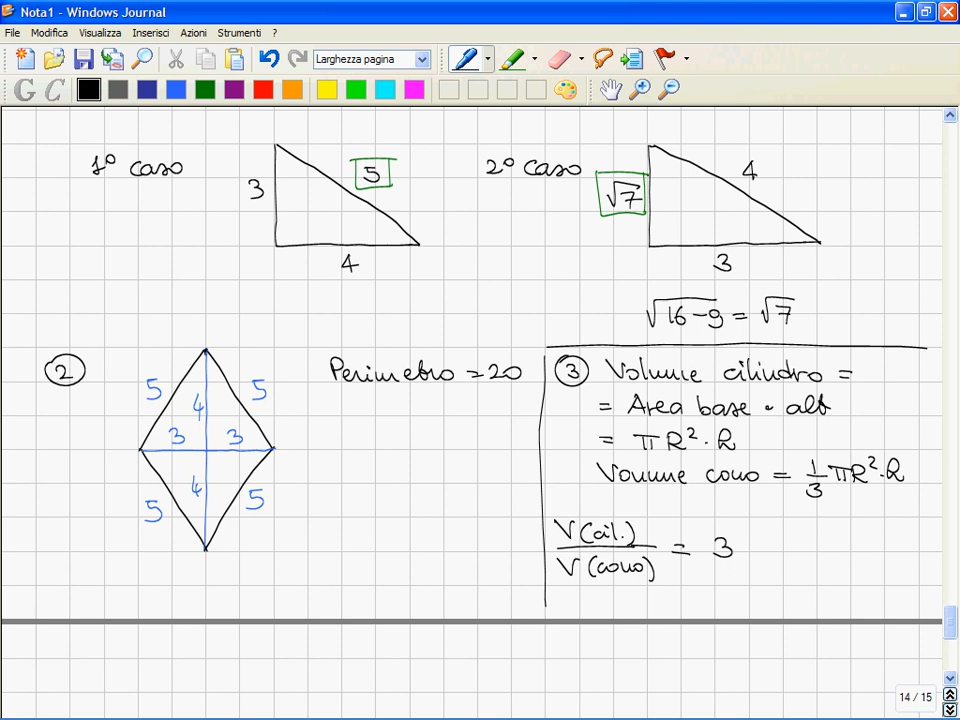 Nota1 - Windows Journal
File Modifica Visualizza Inserisci Azioni Strumenti ?
Larghezza pagina
G C
1° caso
3
5
4
2° caso
√7
4
3
√16-9 = √7
2
5 5
4
3 3
4
5 5
Perimetro = 20
3 Volume cilindro =
= Area base · alt
= πR²·h
Volume cono = 1/3 πR²·h
V(cil.)/V(cono) = 3
14 / 15